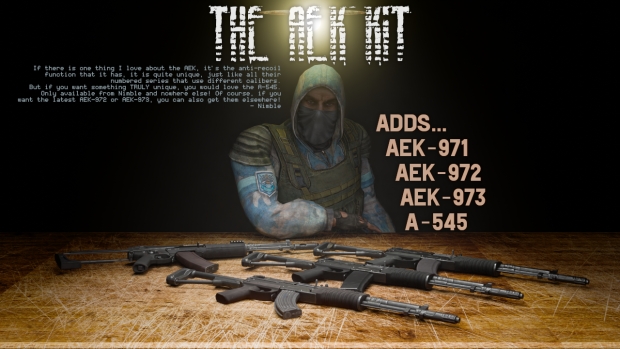 THE AEK KIT
If there is one thing I love about the AEK, it's the anti-recoil
function that it has, it is quite unique, just like all their
numbered series that use different calibers.
But if you want something TRULY unique, you would love the A-545.
Only available from Nimble and nowhere else! Of course, if you
want the latest AEK-972 or AEK-973, you can also get them elsewhere!
- Nimble
ADDS...
AEK-971
AEK-972
AEK-973
A-545